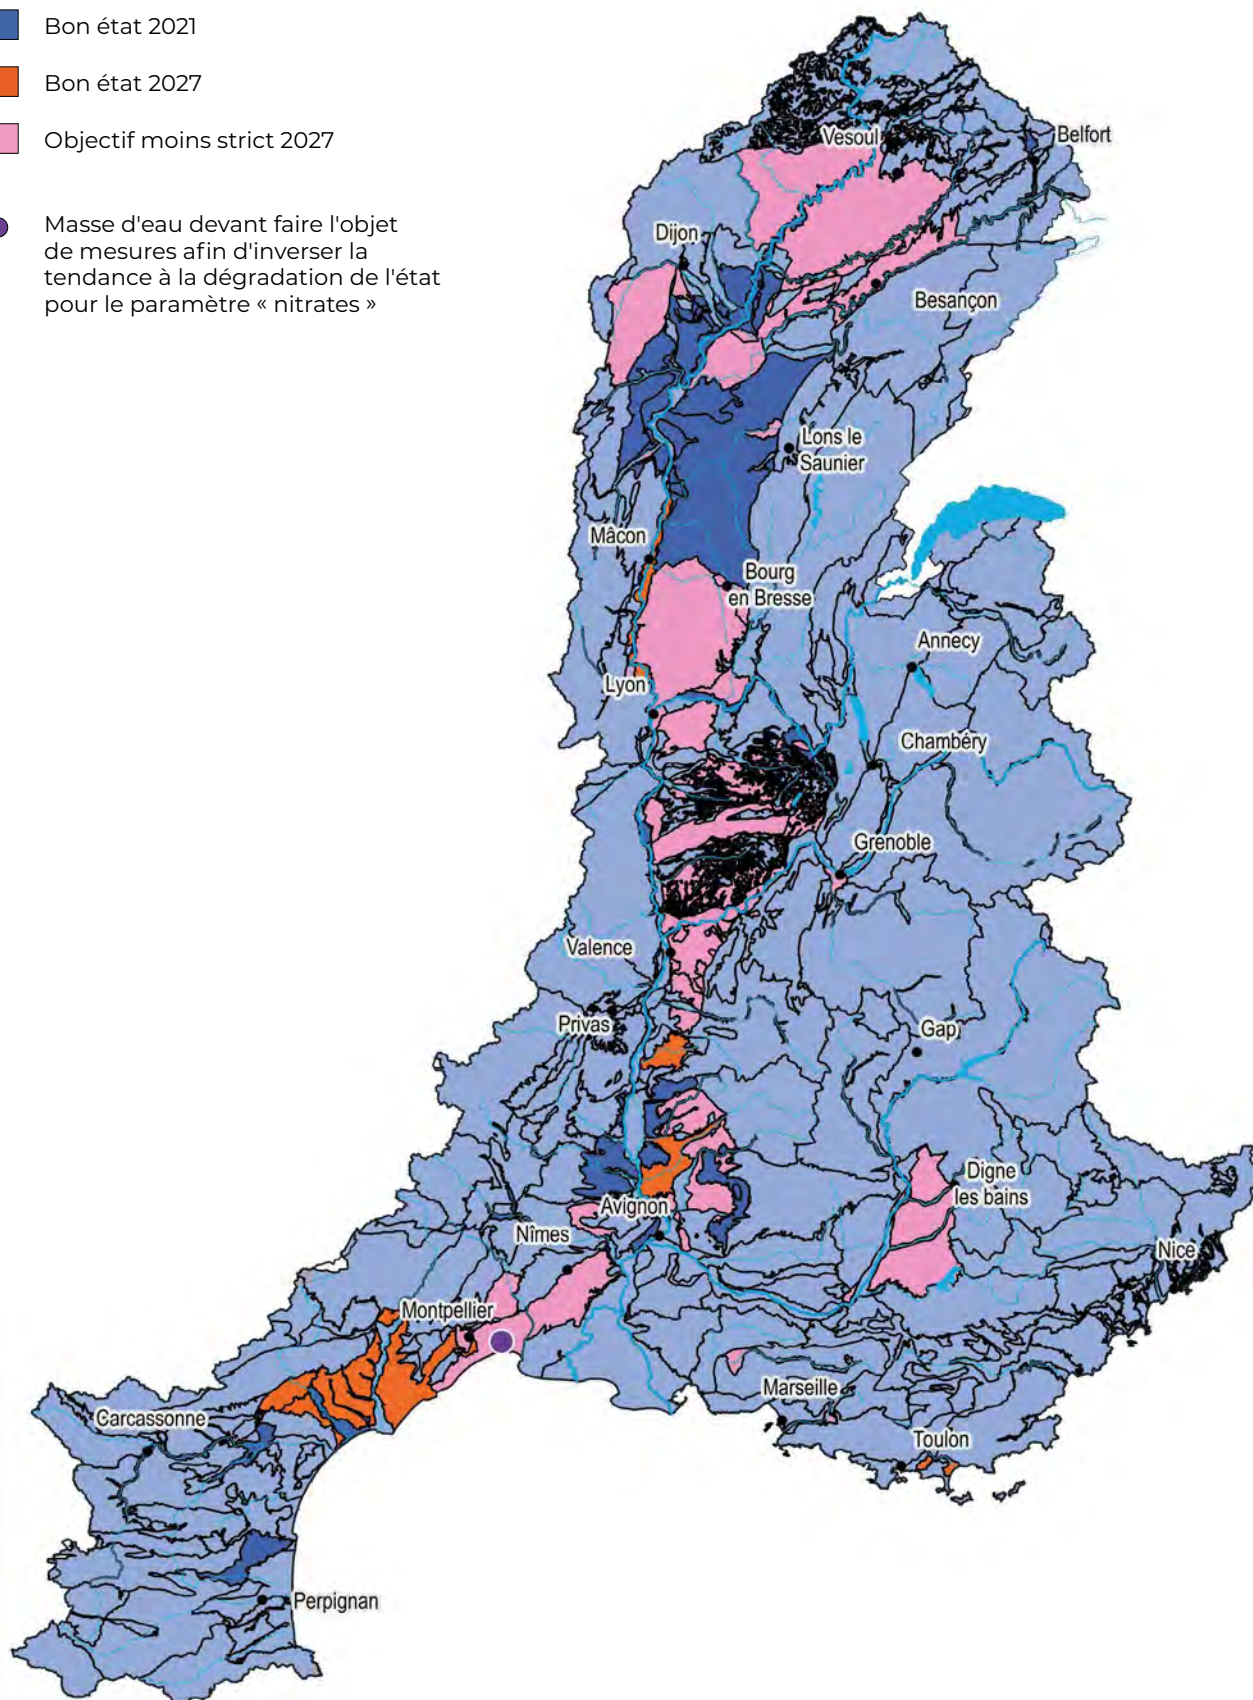 Bon état 2021
Bon état 2027
Objectif moins strict 2027
Masse d'eau devant faire l'objet
de mesures afin d'inverser la
tendance à la dégradation de l'état
pour le paramètre « nitrates »
Vesoul
Belfort
Dijon
Besançon
Lons le
Saunier
Mâcon
Bourg
en Bresse
Annecy
Lyon
Chambéry
Grenoble
Valence
Privas
Gap
Digne
les bains
Avignon
Nîmes
Nice
Montpellier
Marseille
Carcassonne
Toulon
Perpignan